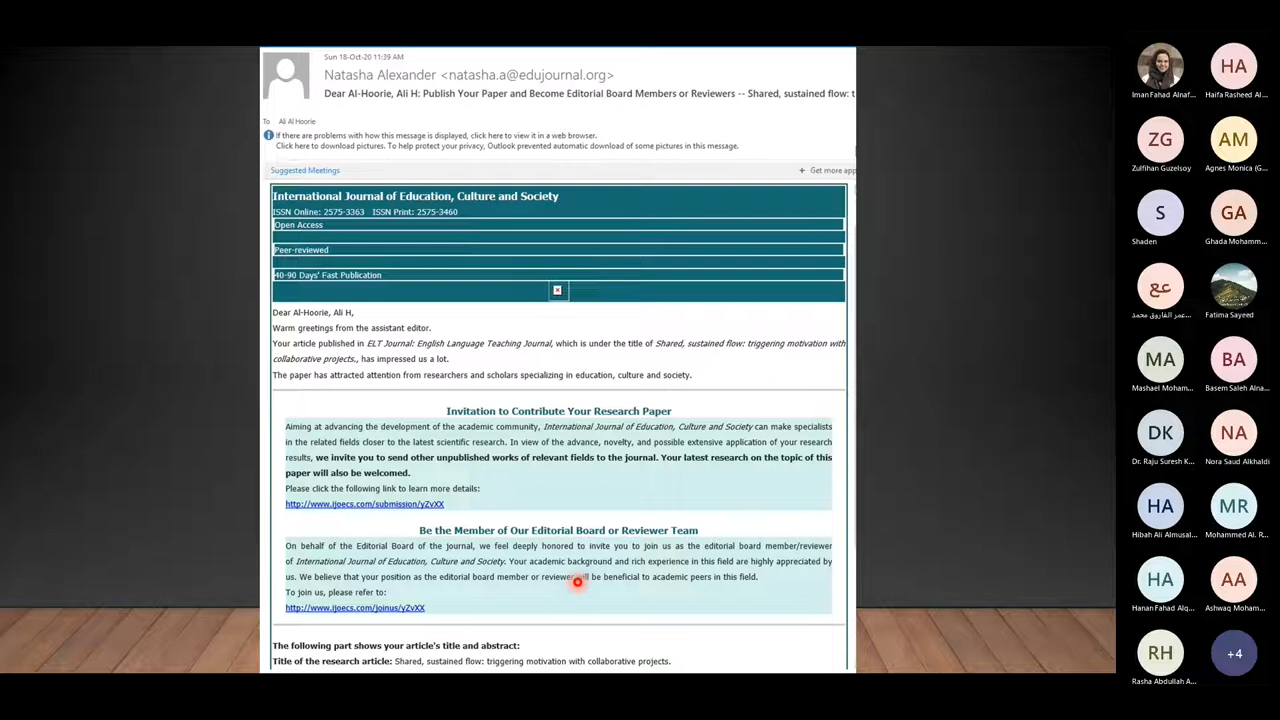 Sun 18-Oct-20 11:39 AM
Natasha Alexander <natasha.a@edujournal.org>
Dear Al-Hoorie, Ali H: Publish Your Paper and Become Editorial Board Members or Reviewers -- Shared, sustained flow: t
To Ali Al Hoorie
If there are problems with how this message is displayed, click here to view it in a web browser.
Click here to download pictures. To help protect your privacy, Outlook prevented automatic download of some pictures in this message.
Suggested Meetings
+ Get more app
International Journal of Education, Culture and Society
ISSN Online: 2575-3363 ISSN Print: 2575-3460
Open Access
Peer-reviewed
40-90 Days' Fast Publication
Dear Al-Hoorie, Ali H,
Warm greetings from the assistant editor.
Your article published in ELT Journal: English Language Teaching Journal, which is under the title of Shared, sustained flow: triggering motivation with
collaborative projects., has impressed us a lot.
The paper has attracted attention from researchers and scholars specializing in education, culture and society.
Invitation to Contribute Your Research Paper
Aiming at advancing the development of the academic community, International Journal of Education, Culture and Society can make specialists
in the related fields closer to the latest scientific research. In view of the advance, novelty, and possible extensive application of your research
results, we invite you to send other unpublished works of relevant fields to the journal. Your latest research on the topic of this
paper will also be welcomed.
Please click the following link to learn more details:
http://www.ijoecs.com/submission/yZvXX
Be the Member of Our Editorial Board or Reviewer Team
On behalf of the Editorial Board of the journal, we feel deeply honored to invite you to join us as the editorial board member/reviewer
of International Journal of Education, Culture and Society. Your academic background and rich experience in this field are highly appreciated by
us. We believe that your position as the editorial board member or reviewer will be beneficial to academic peers in this field.
To join us, please refer to:
http://www.ijoecs.com/joinus/yZvXX
The following part shows your article's title and abstract:
Title of the research article: Shared, sustained flow: triggering motivation with collaborative projects.
Iman Fahad Alnaf...
HA
Haifa Rasheed Al...
ZG
Zulfihan Guzelsoy
AM
Agnes Monica (G...
S
Shaden
GA
Ghada Mohamm...
عع
عمر الفاروق محمد...
Fatima Sayeed
MA
Mashael Moham...
BA
Basem Saleh Alna...
DK
Dr. Raju Suresh K...
NA
Nora Saud Alkhaldi
HA
Hibah Ali Almusal...
MR
Mohammed Al. R...
HA
Hanan Fahad Alq...
AA
Ashwaq Moham...
RH
Rasha Abdullah A...
+4